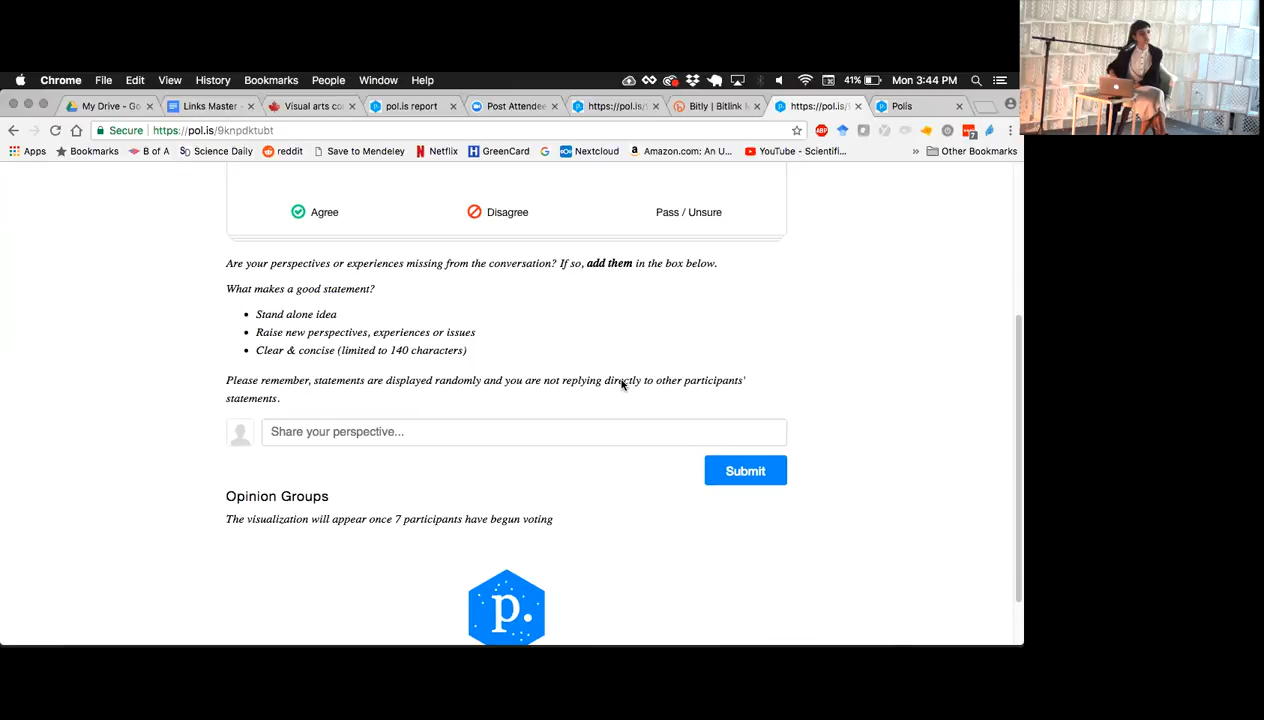 Chrome File Edit View History Bookmarks People Window Help 41% Mon 3:44 PM
My Drive - Go Links Master - Visual arts co pol.is report Post Attendee https://pol.is/ Bitly | Bitlink M https://pol.is/ Polis
Secure https://pol.is/9knpdktubt
Apps Bookmarks B of A Science Daily reddit Save to Mendeley Netflix GreenCard Nextcloud Amazon.com: An U... YouTube - Scientifi... » Other Bookmarks
Agree Disagree Pass / Unsure
Are your perspectives or experiences missing from the conversation? If so, add them in the box below.
What makes a good statement?
• Stand alone idea
• Raise new perspectives, experiences or issues
• Clear & concise (limited to 140 characters)
Please remember, statements are displayed randomly and you are not replying directly to other participants'
statements.
Share your perspective...
Submit
Opinion Groups
The visualization will appear once 7 participants have begun voting
p.